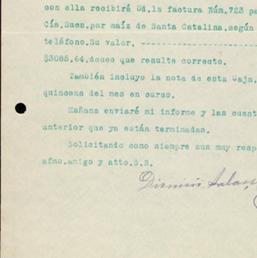 con ella recibirá Ud, la factura Núm, 723 pa
Cía, Sucs, por maíz de Santa Catalina, según
teléfono. Su valor, ---------------
$3085,64, deseo que resulte correcto.
También incluyo la nota de esta Caja,
quincena del mes en curso.
Mañana enviaré mi informe y las cuent
anterior que ya están terminadas.
Solicitando como siempre sus muy resp
afmo, amigo y atto. S.S.
Dionisio